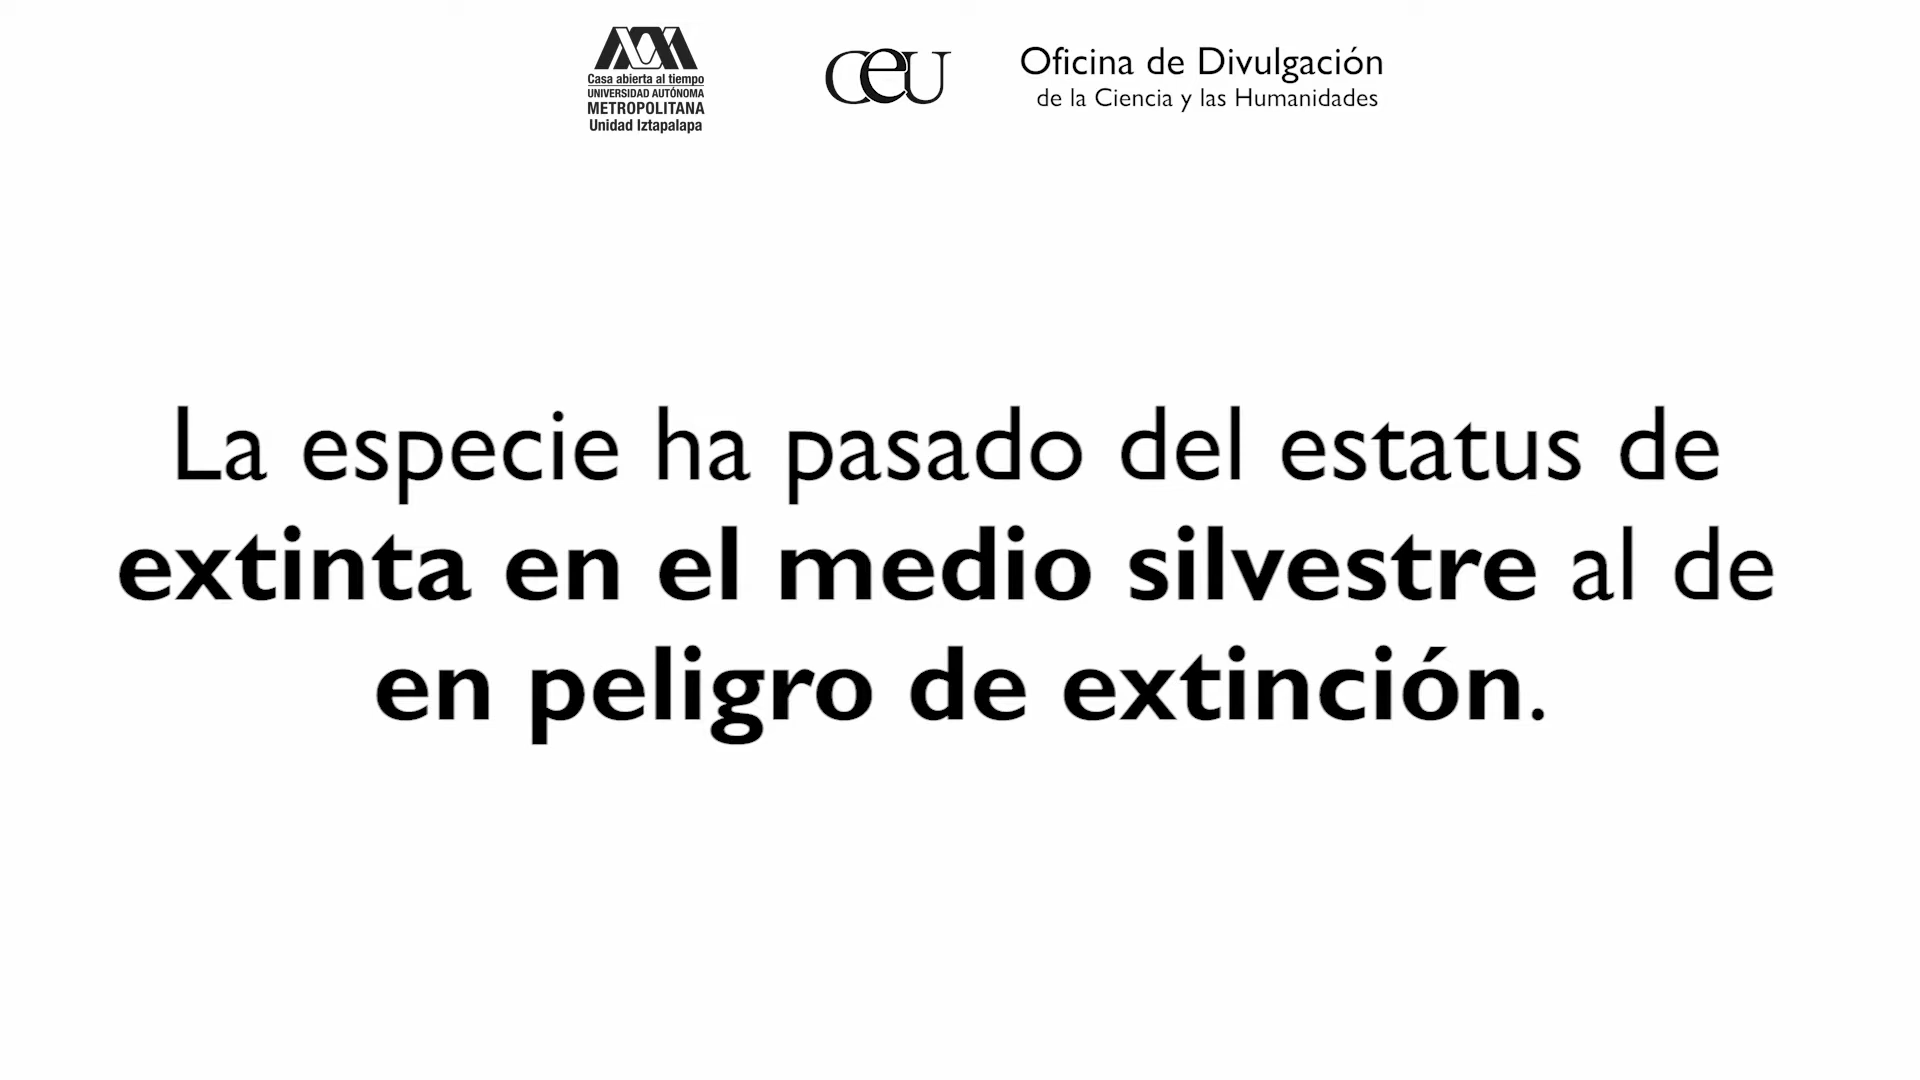 Casa abierta al tiempo
UNIVERSIDAD AUTÓNOMA
METROPOLITANA
Unidad Iztapalapa
ceu
Oficina de Divulgación
de la Ciencia y las Humanidades
La especie ha pasado del estatus de
extinta en el medio silvestre al de
en peligro de extinción.